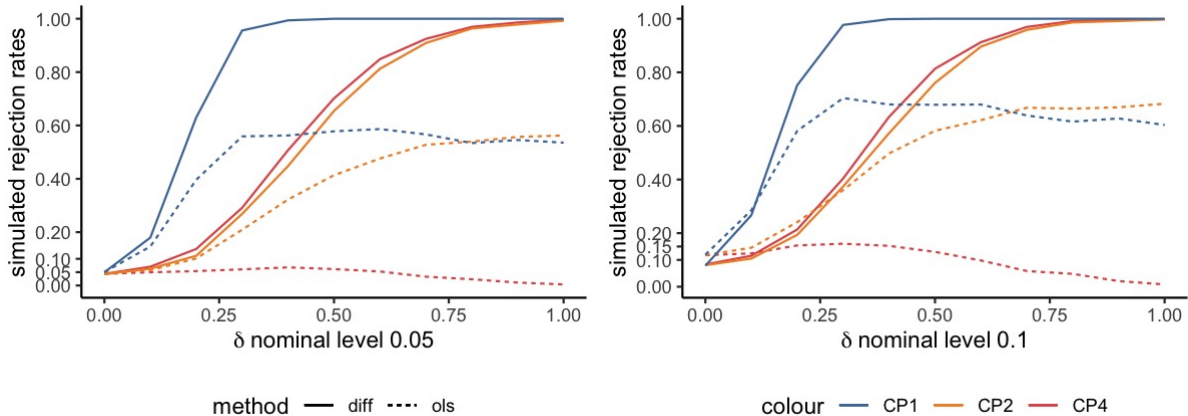 simulated rejection rates
1.00
0.80
0.60
0.40
0.20
0.05
0.00
0.00 0.25 0.50 0.75 1.00
δ nominal level 0.05
simulated rejection rates
1.00
0.80
0.60
0.40
0.20
0.15
0.10
0.00
0.00 0.25 0.50 0.75 1.00
δ nominal level 0.1
method diff ols
colour CP1 CP2 CP4